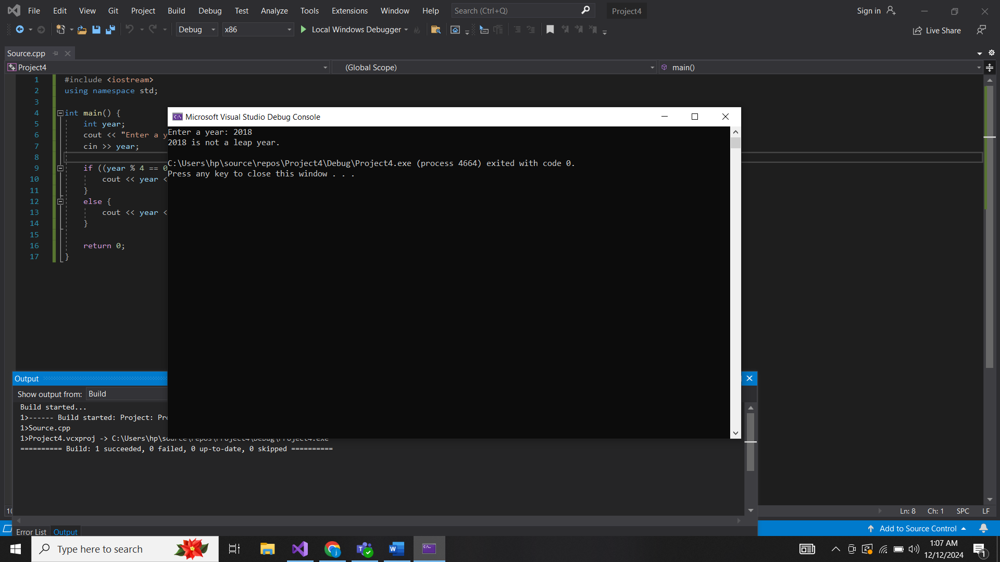 File Edit View Git Project Build Debug Test Analyze Tools Extensions Window Help Search (Ctrl+Q) Project4 Sign in
Debug x86 Local Windows Debugger Live Share
Source.cpp
Project4 (Global Scope) main()
1 #include <iostream>
2 using namespace std;
3
4 int main() {
5 int year;
6 cout << "Enter a y
7 cin >> year;
8
9 if ((year % 4 == 0
10 cout << year <
11 }
12 else {
13 cout << year <
14 }
15
16 return 0;
17 }
Microsoft Visual Studio Debug Console
Enter a year: 2018
2018 is not a leap year.
C:\Users\hp\source\repos\Project4\Debug\Project4.exe (process 4664) exited with code 0.
Press any key to close this window . . .
Output
Show output from: Build
Build started...
1>------ Build started: Project: Pro
1>Source.cpp
1>Project4.vcxproj -> C:\Users\hp\source\repos\Project4\Debug\Project4.exe
========== Build: 1 succeeded, 0 failed, 0 up-to-date, 0 skipped ==========
Ln: 8 Ch: 1 SPC LF
Error List Output
Add to Source Control
Type here to search
1:07 AM
12/12/2024
1